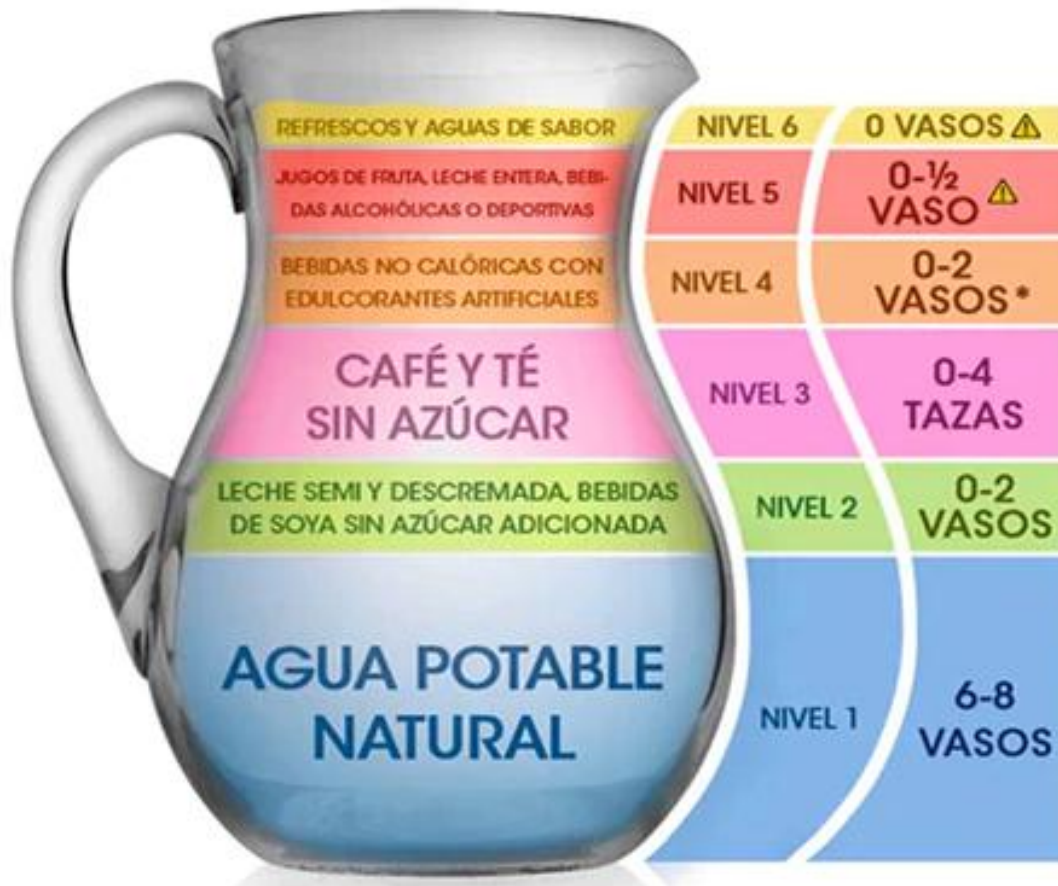 REFRESCOS Y AGUAS DE SABOR
NIVEL 6
0 VASOS
JUGOS DE FRUTA, LECHE ENTERA, BEBI-
DAS ALCOHÓLICAS O DEPORTIVAS
NIVEL 5
0-½
VASO
BEBIDAS NO CALÓRICAS CON
EDULCORANTES ARTIFICIALES
NIVEL 4
0-2
VASOS*
CAFÉ Y TÉ
SIN AZÚCAR
NIVEL 3
0-4
TAZAS
LECHE SEMI Y DESCREMADA, BEBIDAS
DE SOYA SIN AZÚCAR ADICIONADA
NIVEL 2
0-2
VASOS
AGUA POTABLE
NATURAL
NIVEL 1
6-8
VASOS